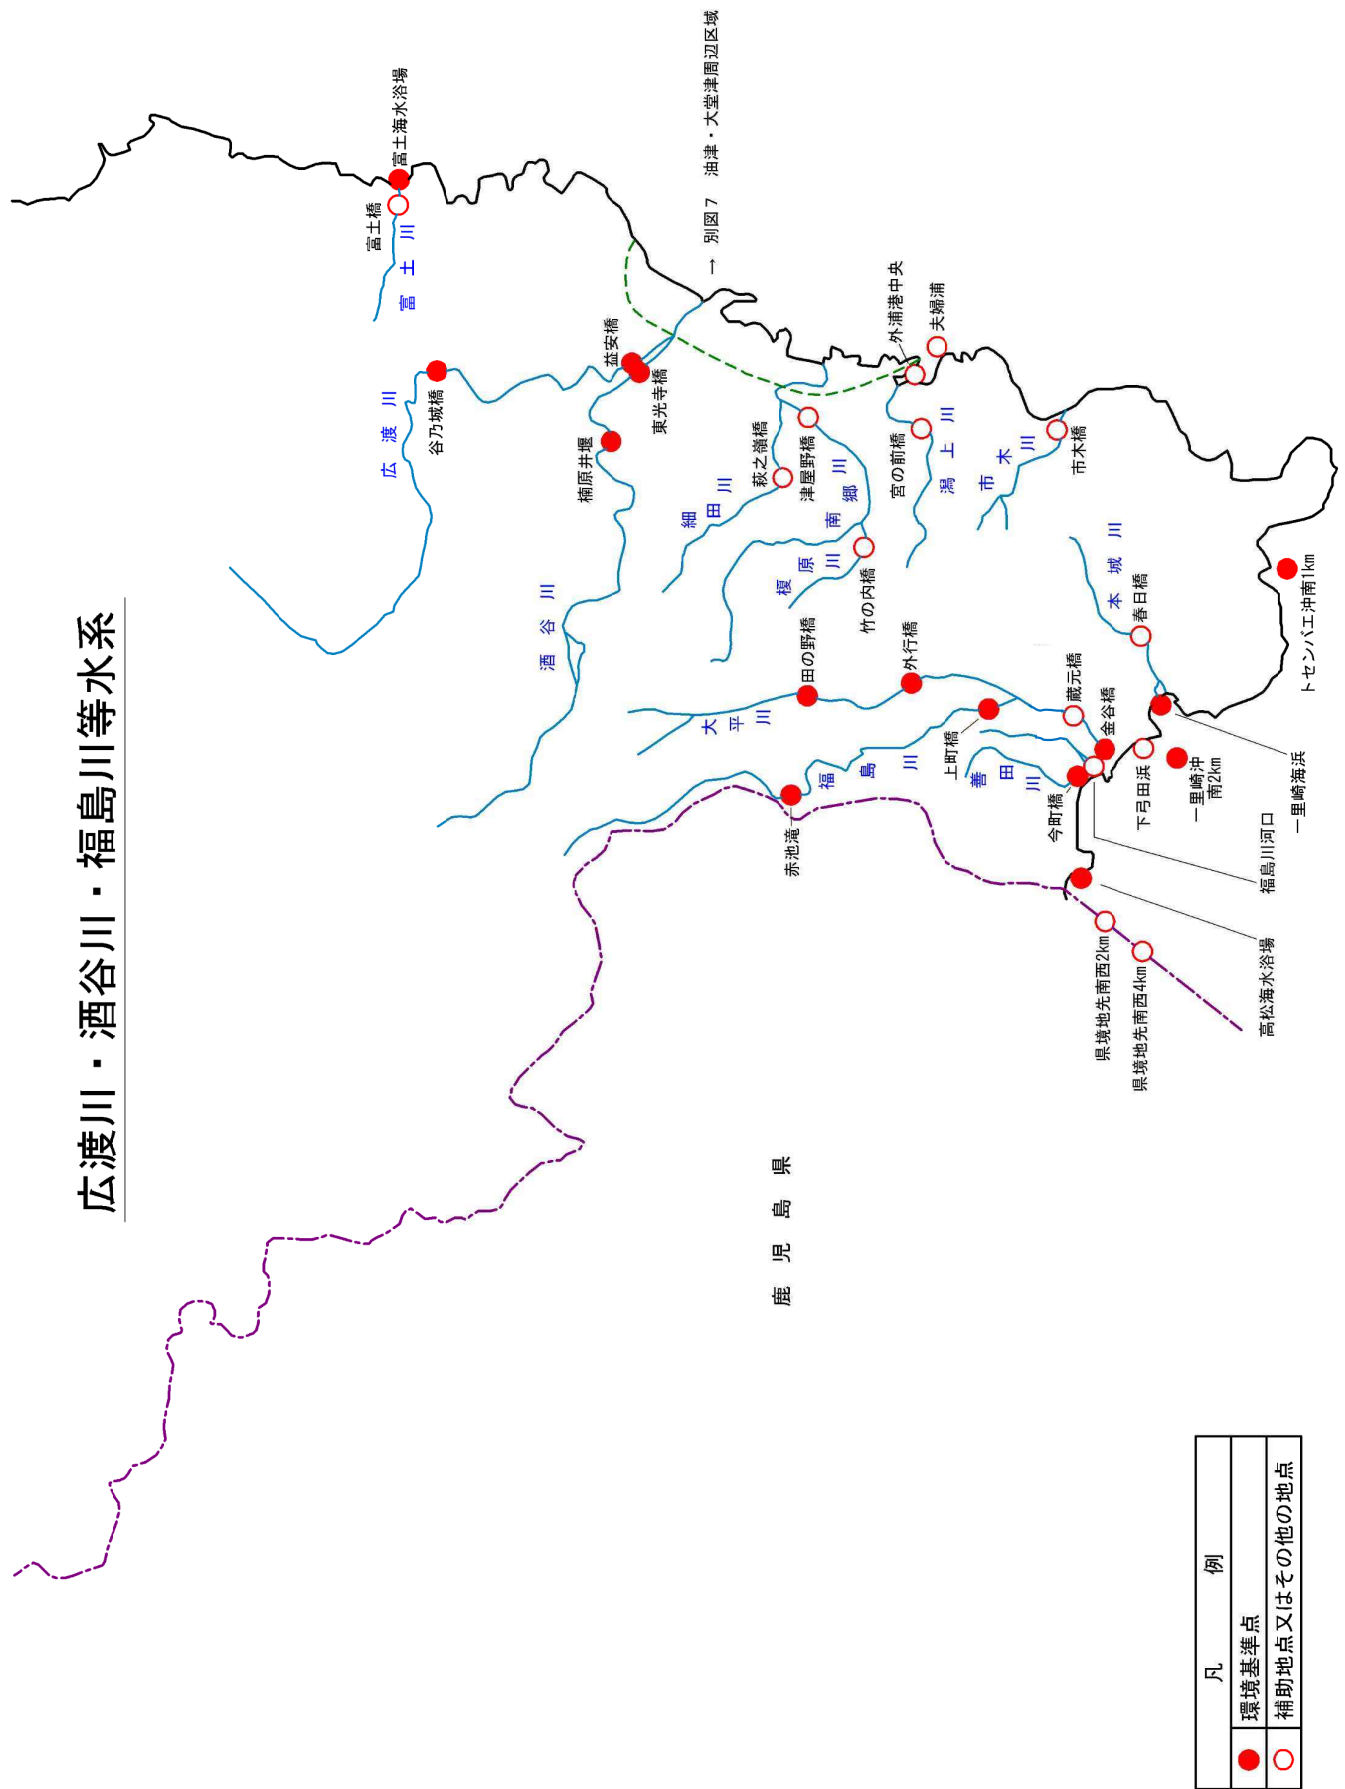 広渡川・酒谷川・福島川等水系
富土海水浴場
富土橋
富土川
→ 別図7 油津・大堂津周辺区域
広渡川
谷乃城橋
益安橋
東光寺橋
楠原井堰
酒谷川
細田川
萩之嶺橋
津屋野橋
南郷川
榎原川
竹の内橋
外浦港中央
夫婦浦
宮の前橋
潟上川
市木川
市木橋
本城川
春日橋
トセンバエ沖南1km
大平川
田の野橋
外行橋
蔵元橋
金谷橋
上町橋
福島川
善田川
赤池滝
今町橋
下弓田浜
一里崎沖
南2km
一里崎海浜
福島川河口
高松海水浴場
県境地先南西2km
県境地先南西4km
鹿児島県
凡例
環境基準点
補助地点又はその他の地点